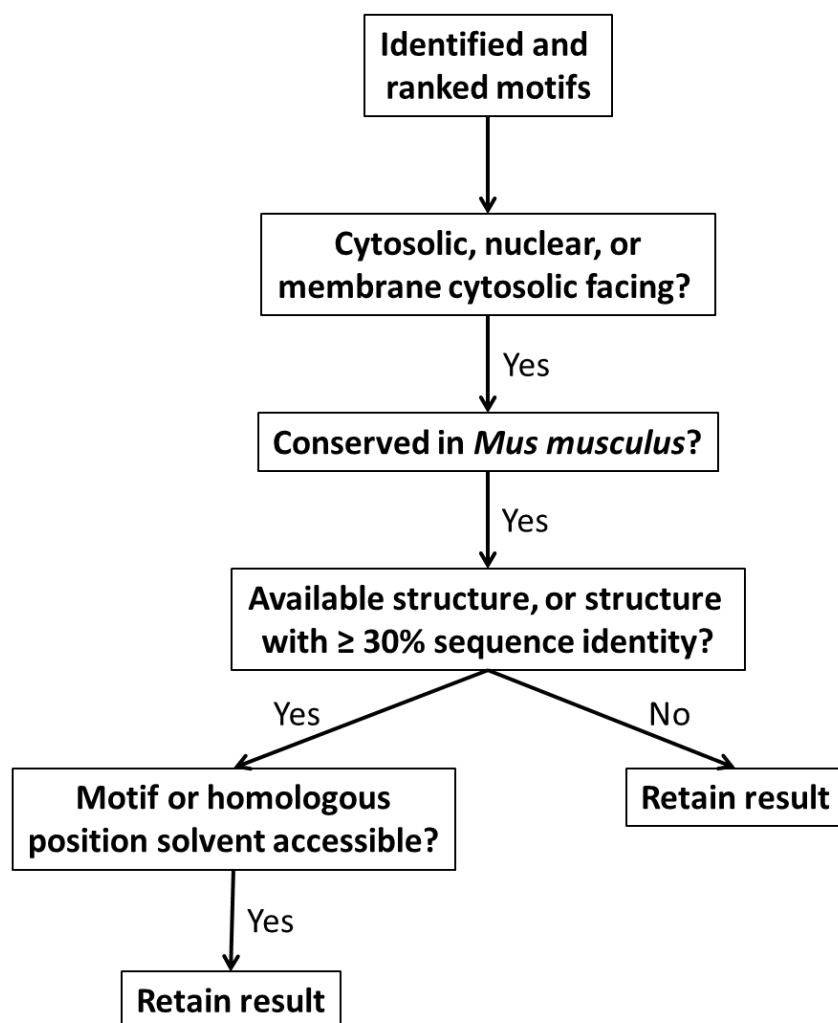 Identified and
ranked motifs
Cytosolic, nuclear, or
membrane cytosolic facing?
Yes
Conserved in Mus musculus?
Yes
Available structure, or structure
with ≥ 30% sequence identity?
Yes
No
Motif or homologous
position solvent accessible?
Retain result
Yes
Retain result